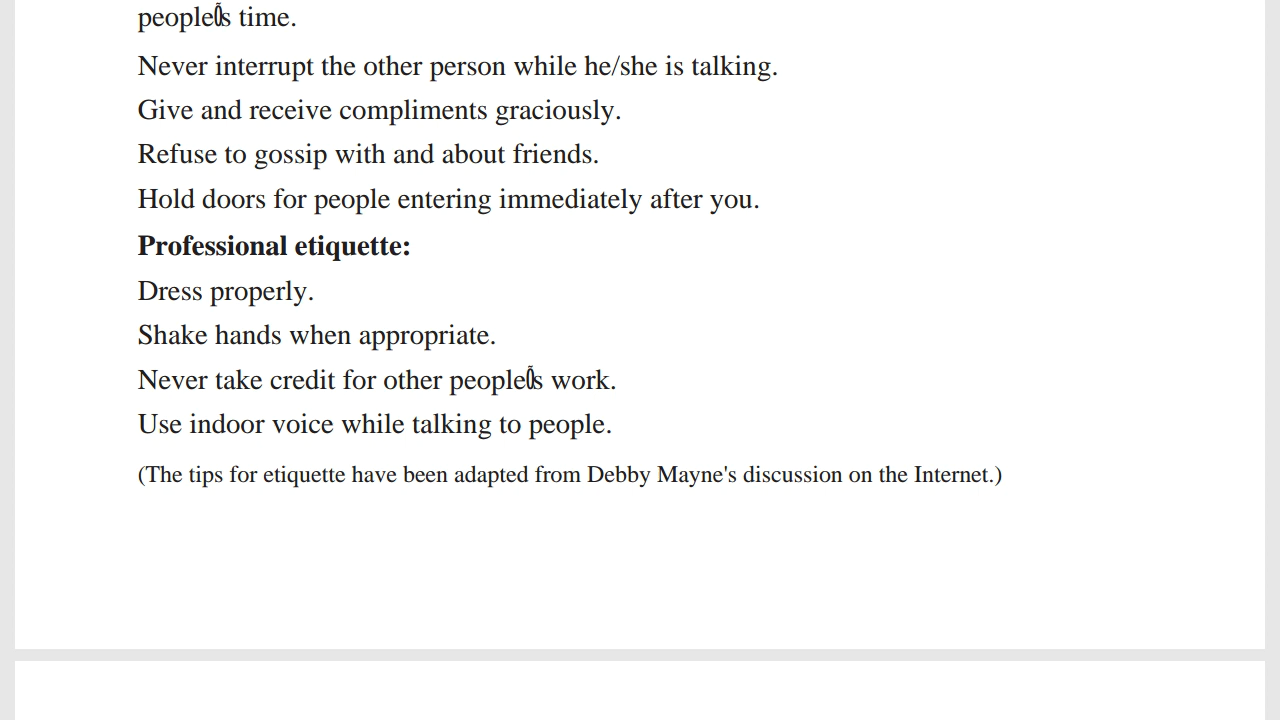 people's time.
Never interrupt the other person while he/she is talking.
Give and receive compliments graciously.
Refuse to gossip with and about friends.
Hold doors for people entering immediately after you.
Professional etiquette:
Dress properly.
Shake hands when appropriate.
Never take credit for other people's work.
Use indoor voice while talking to people.
(The tips for etiquette have been adapted from Debby Mayne's discussion on the Internet.)